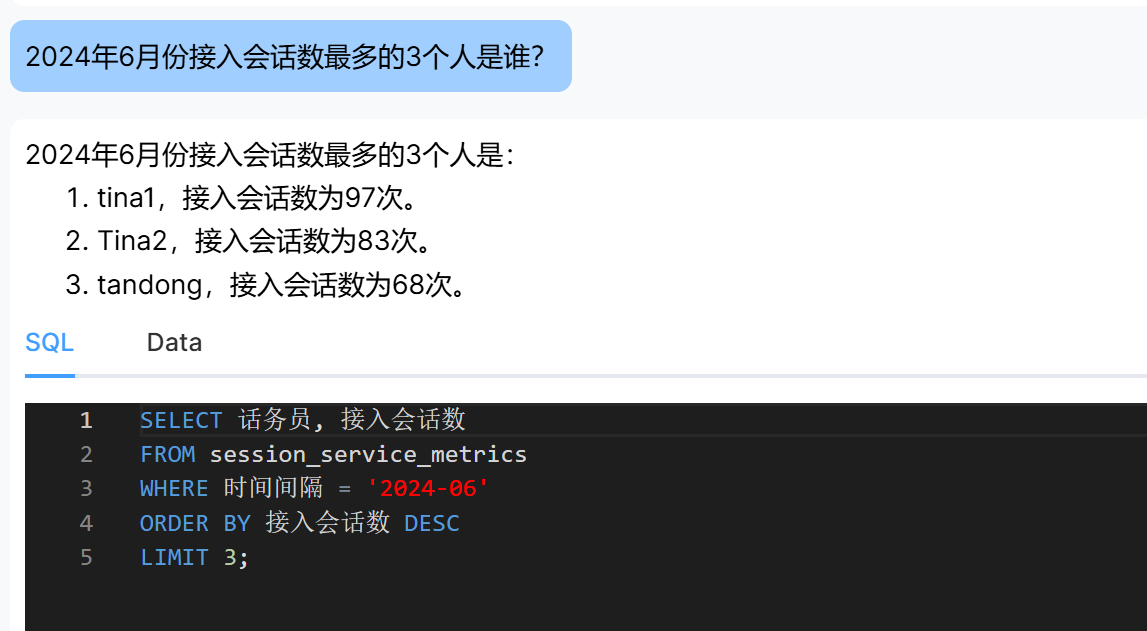 2024年6月份接入会话数最多的3个人是谁?
2024年6月份接入会话数最多的3个人是:
1. tina1,接入会话数为97次。
2. Tina2,接入会话数为83次。
3. tandong,接入会话数为68次。
SQL Data
1 SELECT 话务员, 接入会话数
2 FROM session_service_metrics
3 WHERE 时间间隔 = '2024-06'
4 ORDER BY 接入会话数 DESC
5 LIMIT 3;